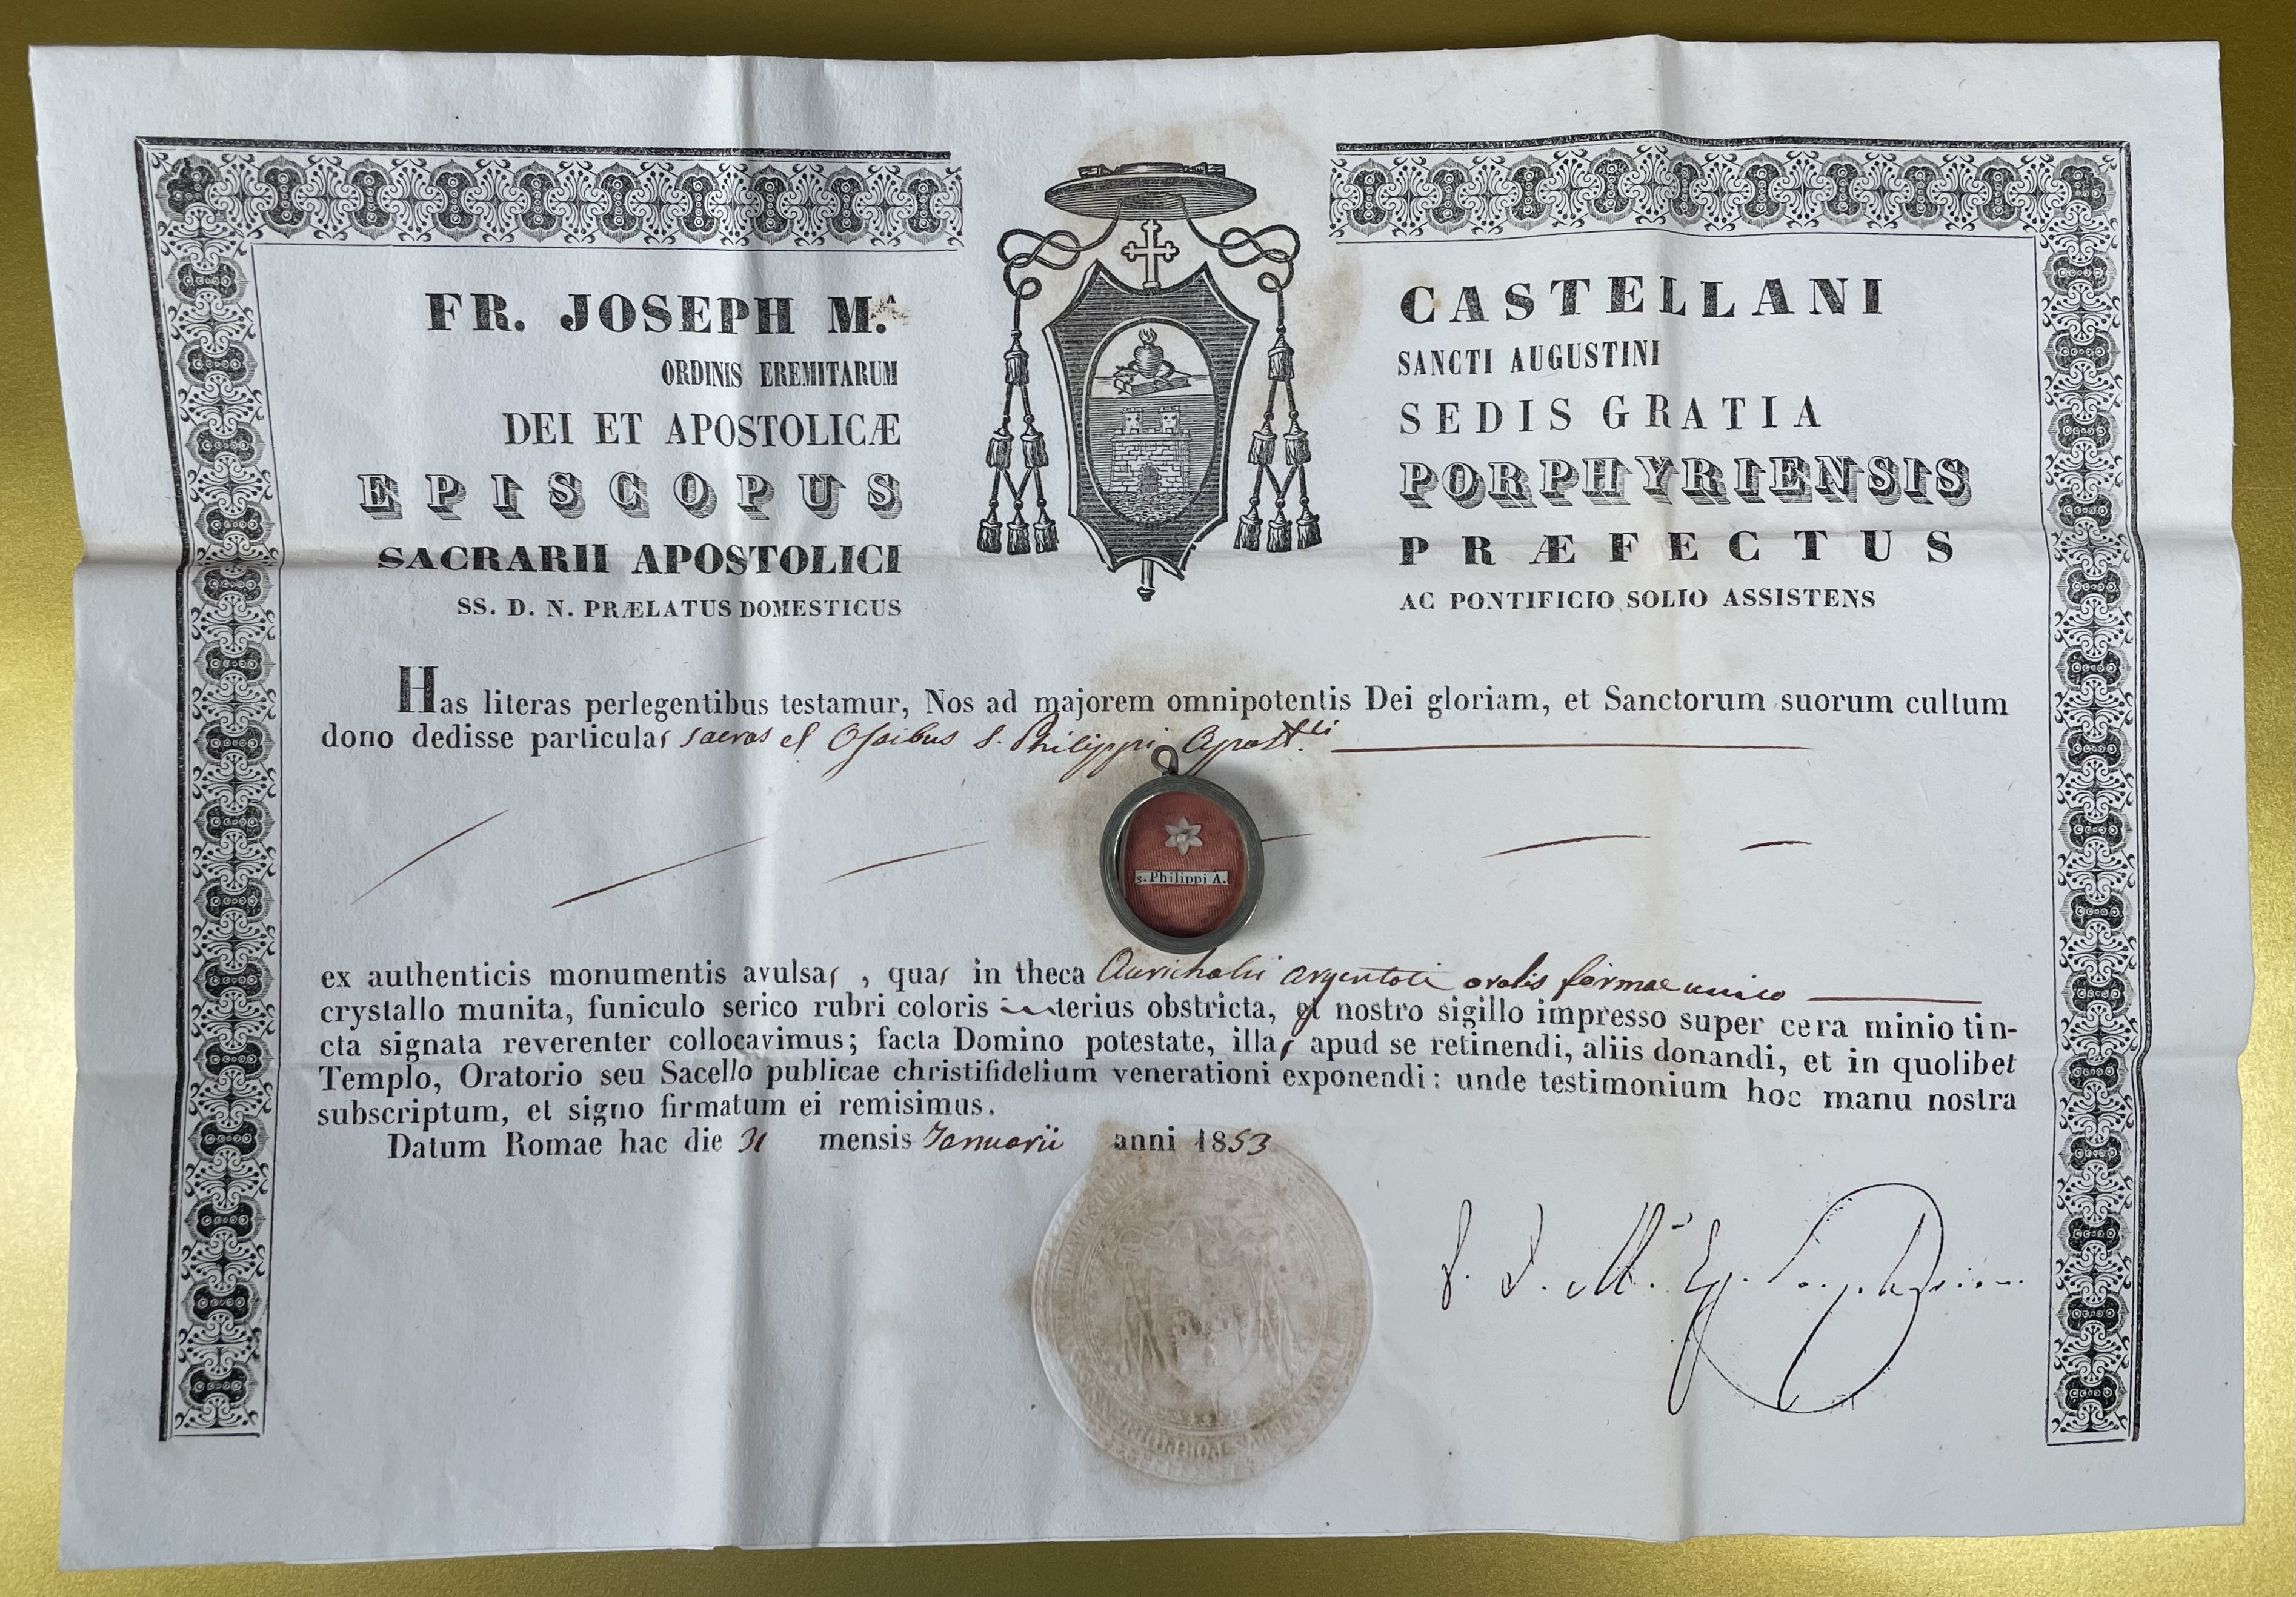 FR. JOSEPH M.ᴬ CASTELLANI
ORDINIS EREMITARUM SANCTI AUGUSTINI
DEI ET APOSTOLICÆ SEDIS GRATIA
EPISCOPUS PORPHYRIENSIS
SACRARII APOSTOLICI PRÆFECTUS
SS. D. N. PRÆLATUS DOMESTICUS AC PONTIFICIO SOLIO ASSISTENS
Has literas perlegentibus testamur, Nos ad majorem omnipotentis Dei gloriam, et Sanctorum suorum cultum
dono dedisse particulas sacras ex Ossibus S. Philippi Apost.li
s. Philippi A.
ex authenticis monumentis avulsas, quas in theca Aurichalci argentati ovalis formae unico
crystallo munita, funiculo serico rubri coloris interius obstricta, et nostro sigillo impresso super cera minio tin-
cta signata reverenter collocavimus; facta Domino potestate, illas apud se retinendi, aliis donandi, et in quolibet
Templo, Oratorio seu Sacello publicae christifidelium venerationi exponendi: unde testimonium hoc manu nostra
subscriptum, et signo firmatum ei remisimus.
Datum Romae hac die 31 mensis Januarii anni 1853